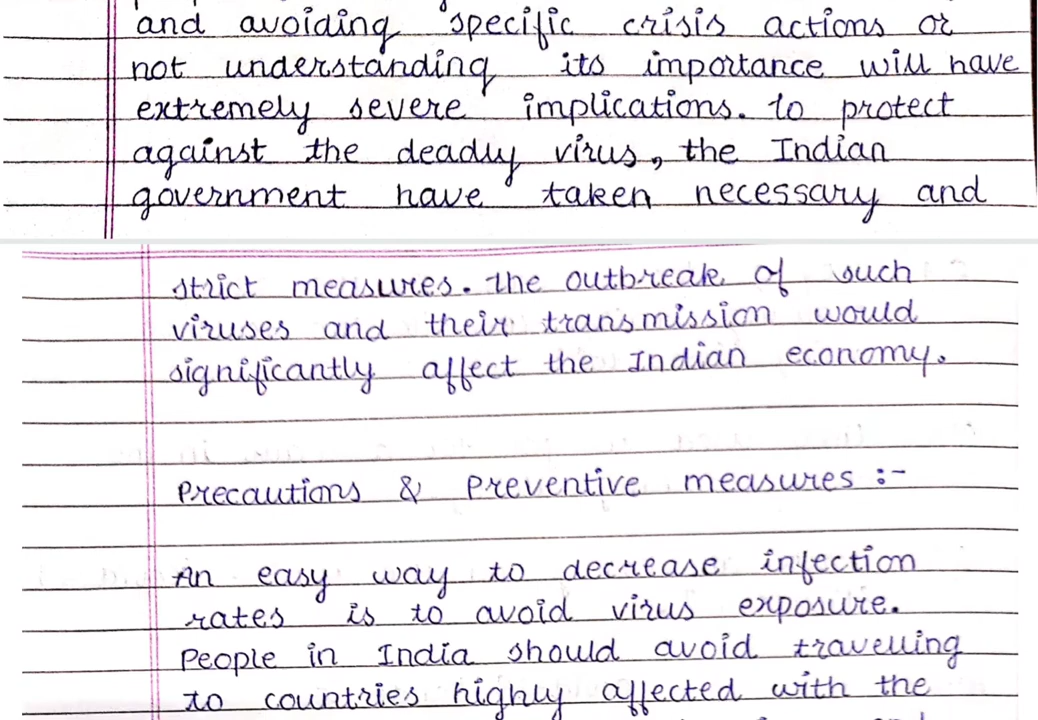 and avoiding specific crisis actions or
not understanding its importance will have
extremely severe implications. to protect
against the deadly virus, the Indian
government have taken necessary and
strict measures. the outbreak of such
viruses and their transmission would
significantly affect the Indian economy.
Precautions & Preventive measures :-
An easy way to decrease infection
rates is to avoid virus exposure.
People in India should avoid travelling
to countries highly affected with the